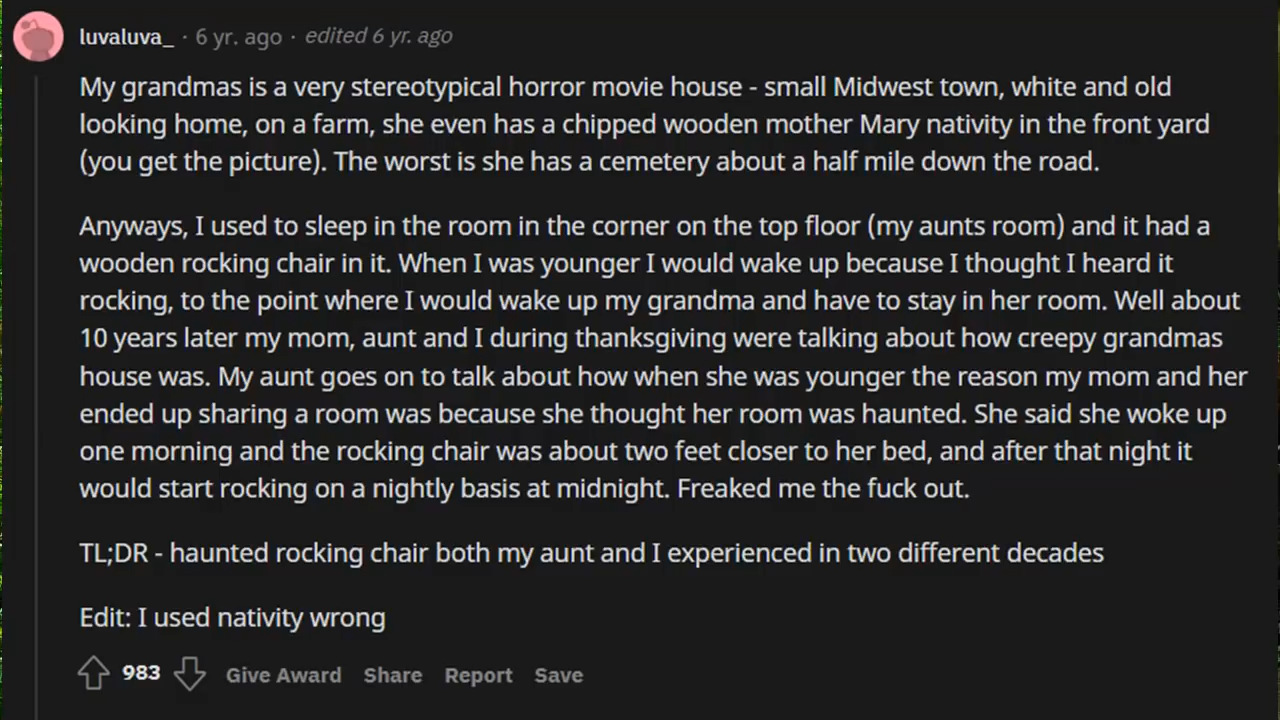 luvaluva_ · 6 yr. ago · edited 6 yr. ago
My grandmas is a very stereotypical horror movie house - small Midwest town, white and old
looking home, on a farm, she even has a chipped wooden mother Mary nativity in the front yard
(you get the picture). The worst is she has a cemetery about a half mile down the road.
Anyways, I used to sleep in the room in the corner on the top floor (my aunts room) and it had a
wooden rocking chair in it. When I was younger I would wake up because I thought I heard it
rocking, to the point where I would wake up my grandma and have to stay in her room. Well about
10 years later my mom, aunt and I during thanksgiving were talking about how creepy grandmas
house was. My aunt goes on to talk about how when she was younger the reason my mom and her
ended up sharing a room was because she thought her room was haunted. She said she woke up
one morning and the rocking chair was about two feet closer to her bed, and after that night it
would start rocking on a nightly basis at midnight. Freaked me the fuck out.
TL;DR - haunted rocking chair both my aunt and I experienced in two different decades
Edit: I used nativity wrong
983 Give Award Share Report Save